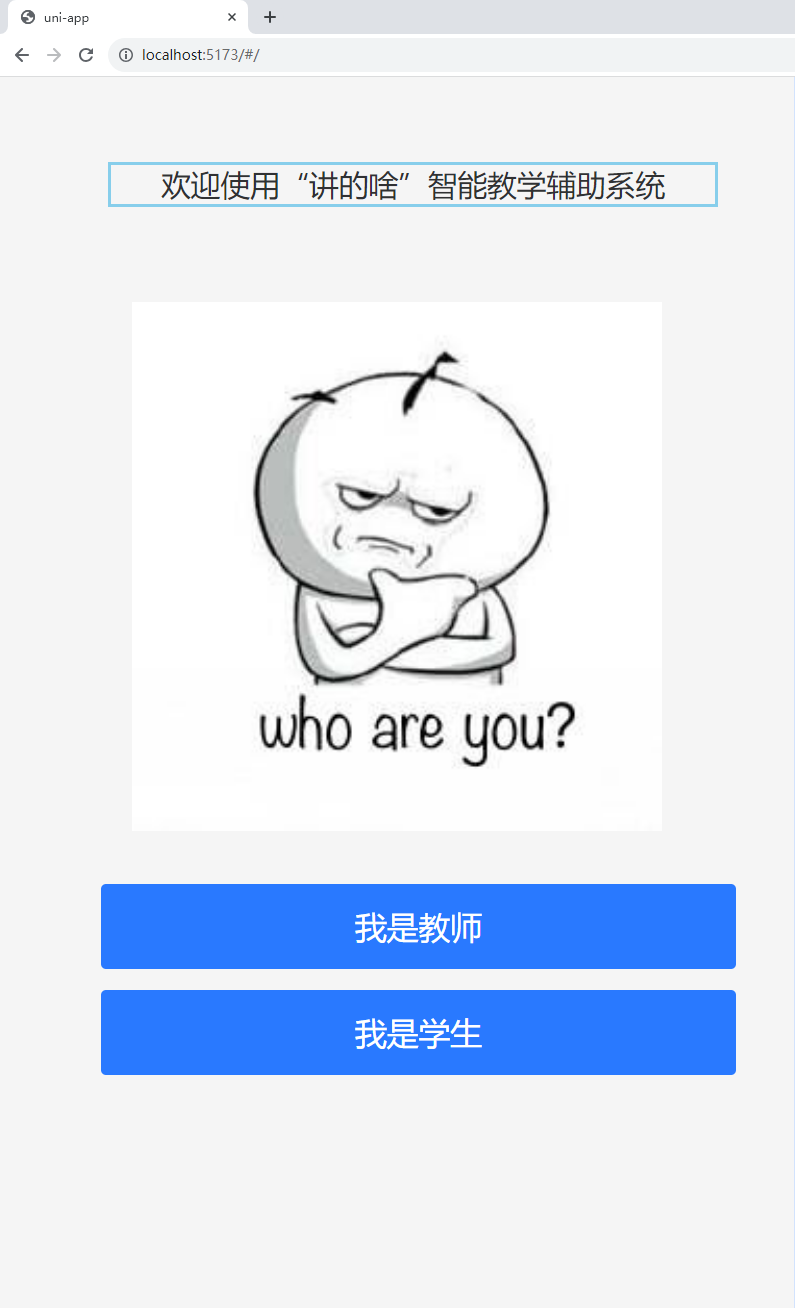 uni-app
localhost:5173/#/
欢迎使用“讲的啥”智能教学辅助系统
who are you?
我是教师
我是学生